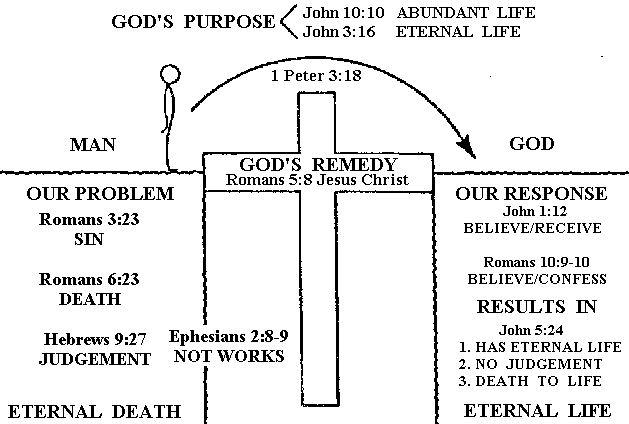 GOD'S PURPOSE
John 10:10 ABUNDANT LIFE
John 3:16 ETERNAL LIFE
1 Peter 3:18
MAN
GOD
GOD'S REMEDY
Romans 5:8 Jesus Christ
OUR PROBLEM
Romans 3:23
SIN
Romans 6:23
DEATH
Hebrews 9:27
JUDGEMENT
ETERNAL DEATH
Ephesians 2:8-9
NOT WORKS
OUR RESPONSE
John 1:12
BELIEVE/RECEIVE
Romans 10:9-10
BELIEVE/CONFESS
RESULTS IN
John 5:24
1. HAS ETERNAL LIFE
2. NO JUDGEMENT
3. DEATH TO LIFE
ETERNAL LIFE